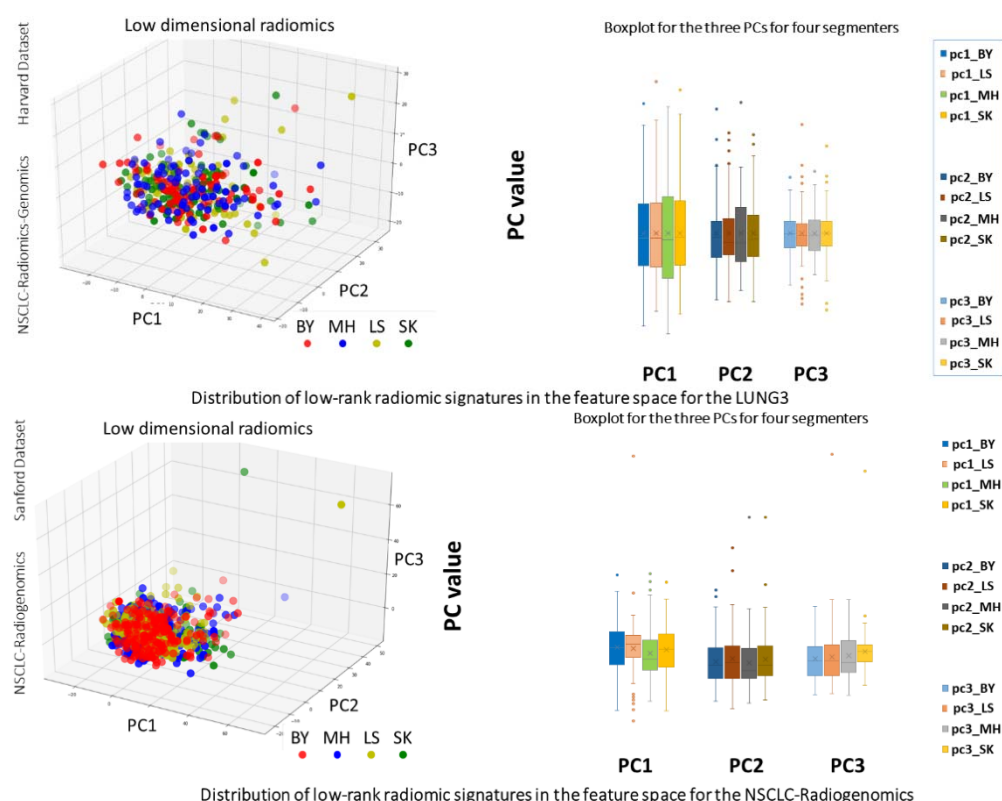 Low dimensional radiomics
Boxplot for the three PCs for four segmenters
Harvard Dataset
NSCLC-Radiomics-Genomics
PC3
PC2
PC1
BY MH LS SK
PC value
PC1 PC2 PC3
pc1_BY
pc1_LS
pc1_MH
pc1_SK
pc2_BY
pc2_LS
pc2_MH
pc2_SK
pc3_BY
pc3_LS
pc3_MH
pc3_SK
Distribution of low-rank radiomic signatures in the feature space for the LUNG3
Low dimensional radiomics
Boxplot for the three PCs for four segmenters
Sanford Dataset
NSCLC-Radiogenomics
PC3
PC2
PC1
BY MH LS SK
PC value
PC1 PC2 PC3
pc1_BY
pc1_LS
pc1_MH
pc1_SK
pc2_BY
pc2_LS
pc2_MH
pc2_SK
pc3_BY
pc3_LS
pc3_MH
pc3_SK
Distribution of low-rank radiomic signatures in the feature space for the NSCLC-Radiogenomics